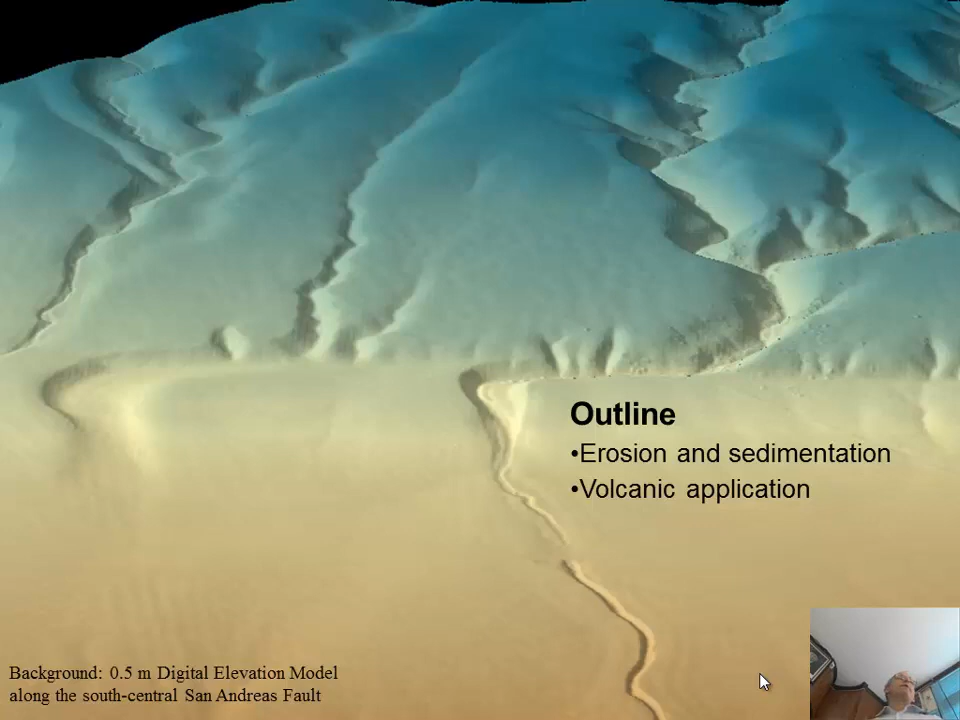 Outline
•Erosion and sedimentation
•Volcanic application
Background: 0.5 m Digital Elevation Model
along the south-central San Andreas Fault